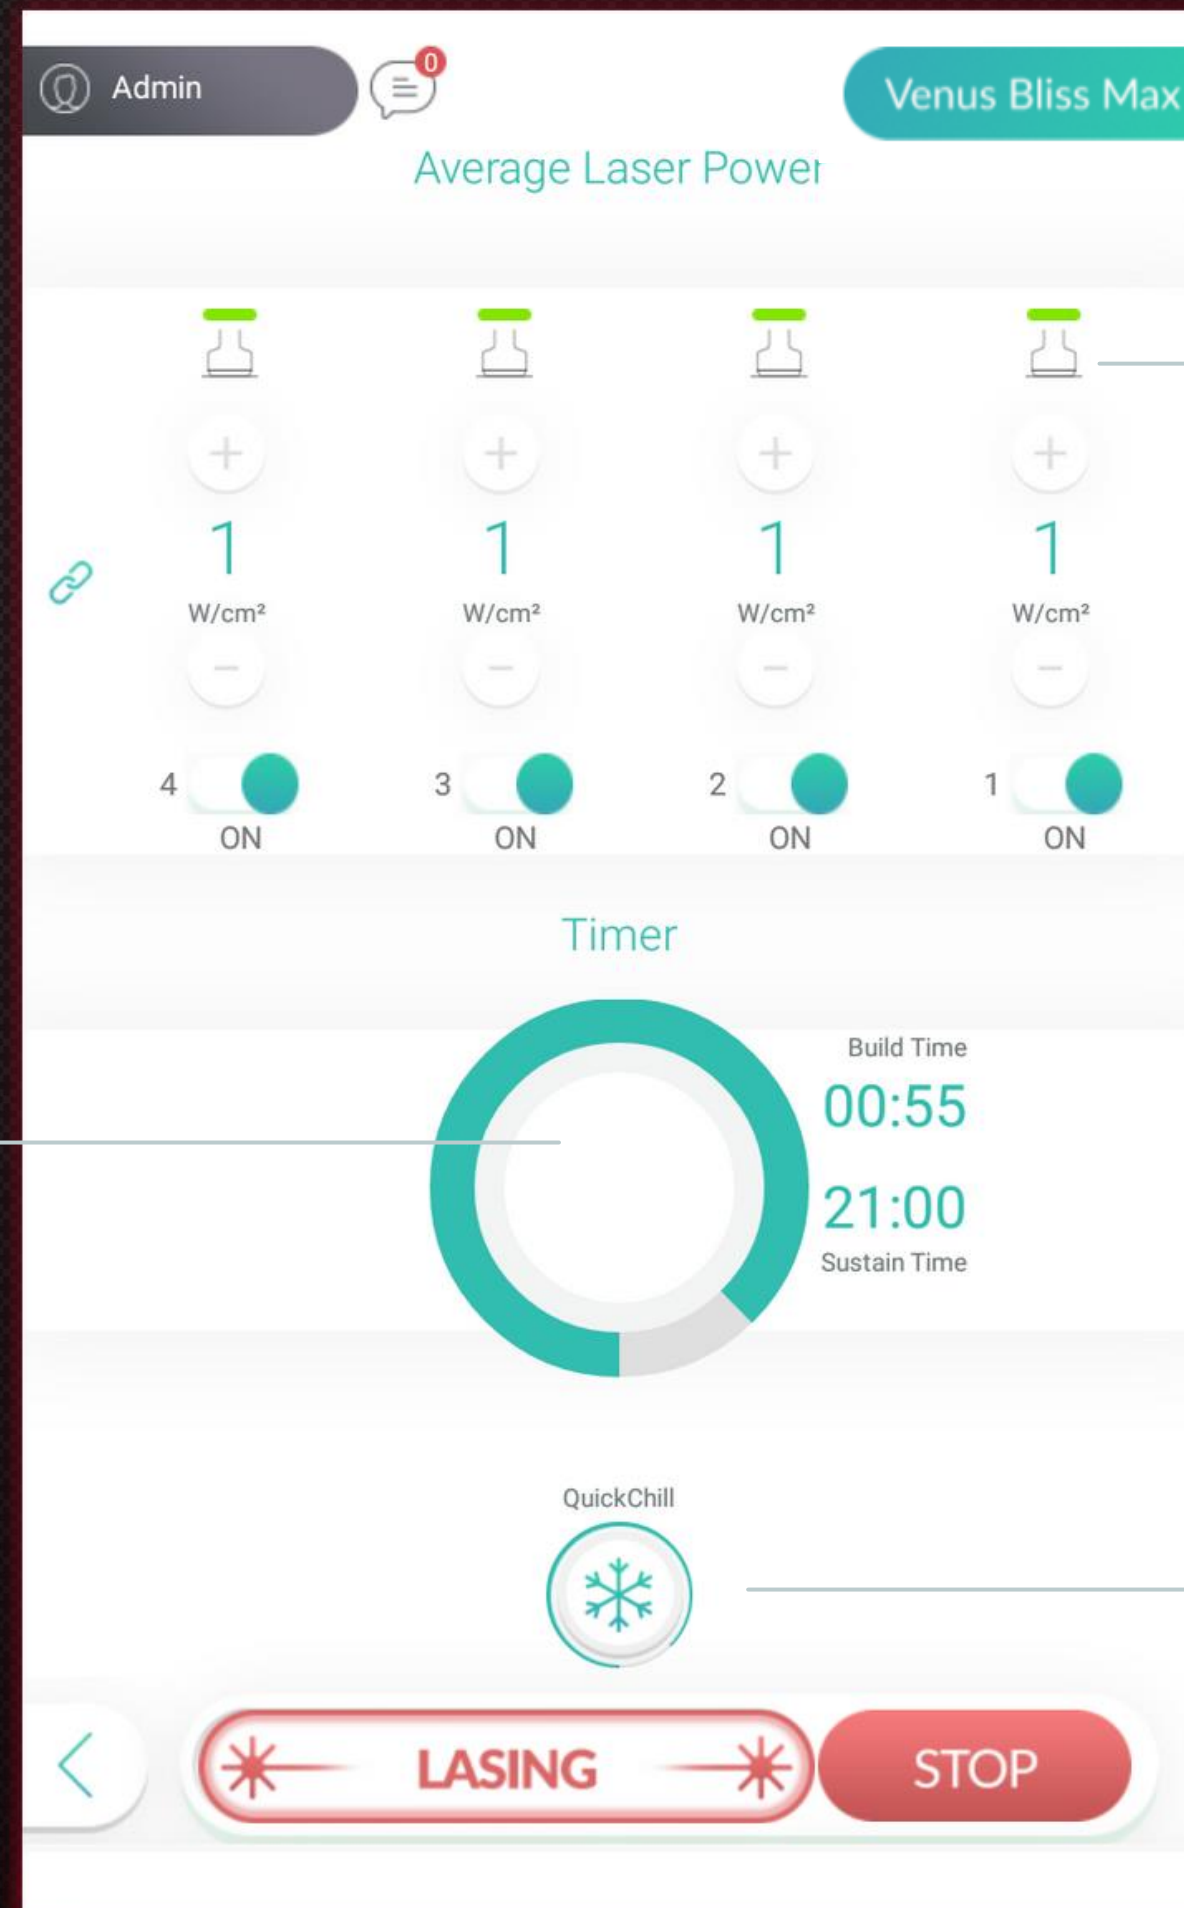 Admin
0
Venus Bliss Max
Average Laser Power
+ + + +
1 1 1 1
W/cm² W/cm² W/cm² W/cm²
− − − −
4 3 2 1
ON ON ON ON
Timer
Build Time
00:55
21:00
Sustain Time
QuickChill
LASING STOP